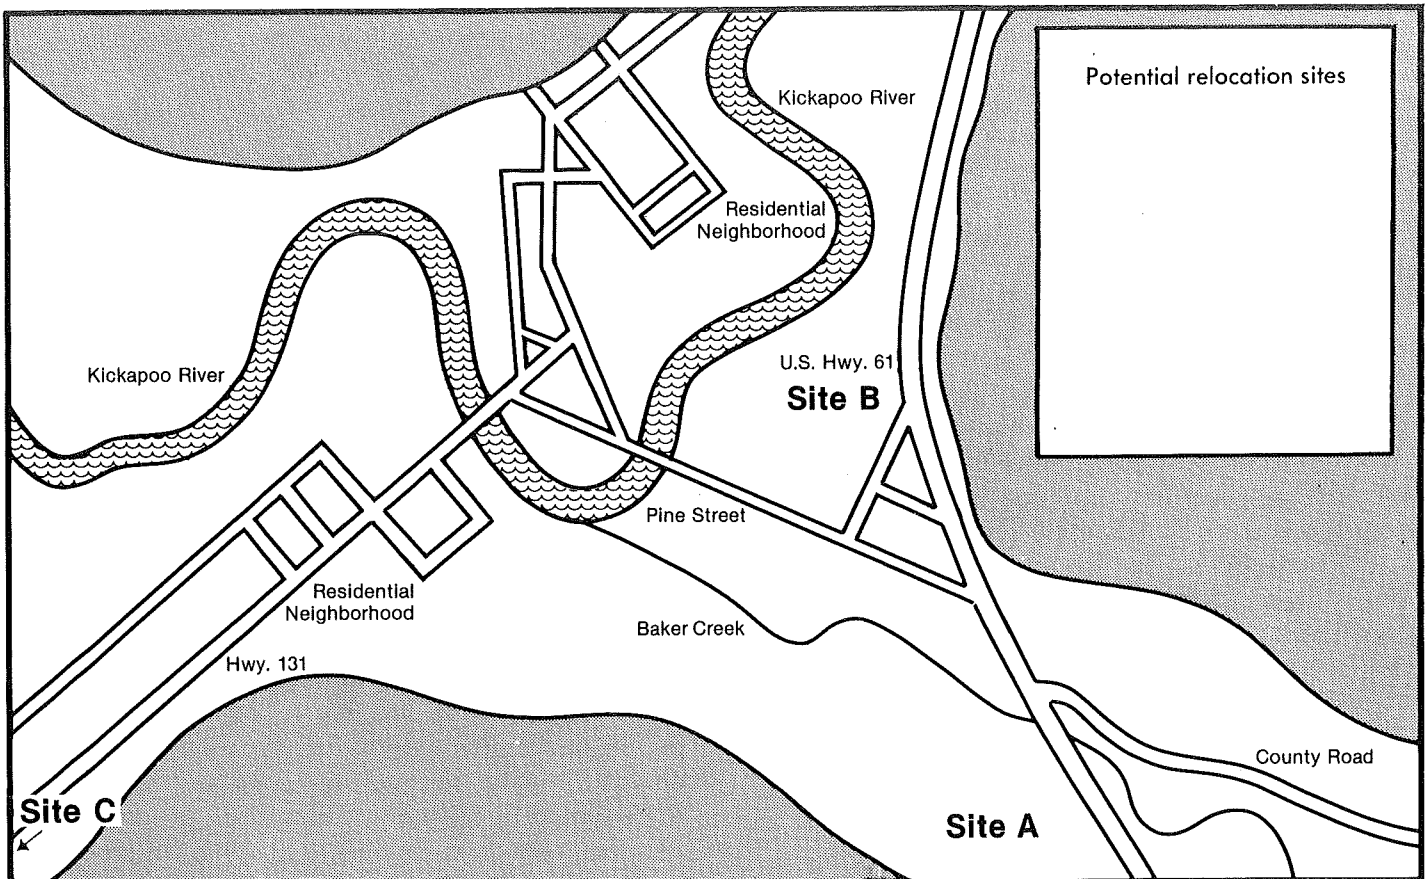 Potential relocation sites
Kickapoo River
Residential
Neighborhood
U.S. Hwy. 61
Site B
Kickapoo River
Pine Street
Residential
Neighborhood
Baker Creek
Hwy. 131
County Road
Site C
Site A